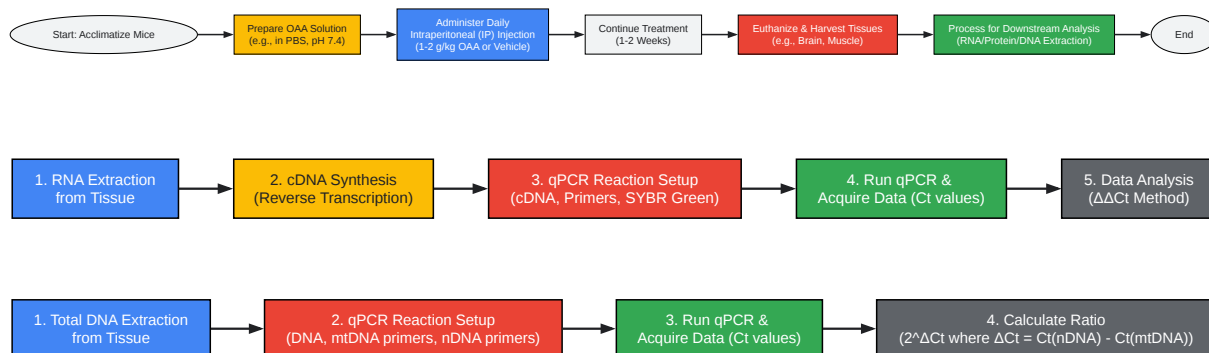 Start: Acclimatize Mice
Prepare OAA Solution
(e.g., in PBS, pH 7.4)
Administer Daily
Intraperitoneal (IP) Injection
(1-2 g/kg OAA or Vehicle)
Continue Treatment
(1-2 Weeks)
Euthanize & Harvest Tissues
(e.g., Brain, Muscle)
Process for Downstream Analysis
(RNA/Protein/DNA Extraction)
End
1. RNA Extraction
from Tissue
2. cDNA Synthesis
(Reverse Transcription)
3. qPCR Reaction Setup
(cDNA, Primers, SYBR Green)
4. Run qPCR &
Acquire Data (Ct values)
5. Data Analysis
(ΔΔCt Method)
1. Total DNA Extraction
from Tissue
2. qPCR Reaction Setup
(DNA, mtDNA primers, nDNA primers)
3. Run qPCR &
Acquire Data (Ct values)
4. Calculate Ratio
(2^ΔCt where ΔCt = Ct(nDNA) - Ct(mtDNA))